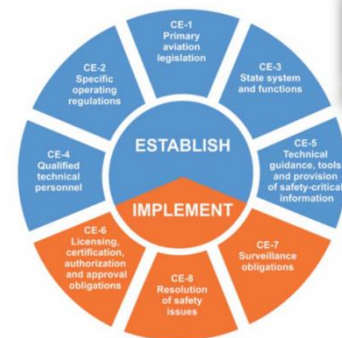 CE-1
Primary
aviation
legislation
CE-2
Specific
operating
regulations
CE-3
State system
and functions
CE-4
Qualified
technical
personnel
ESTABLISH
CE-5
Technical
guidance, tools
and provision
of safety-critical
information
IMPLEMENT
CE-6
Licensing,
certification,
authorization
and approval
obligations
CE-7
Surveillance
obligations
CE-8
Resolution
of safety
issues